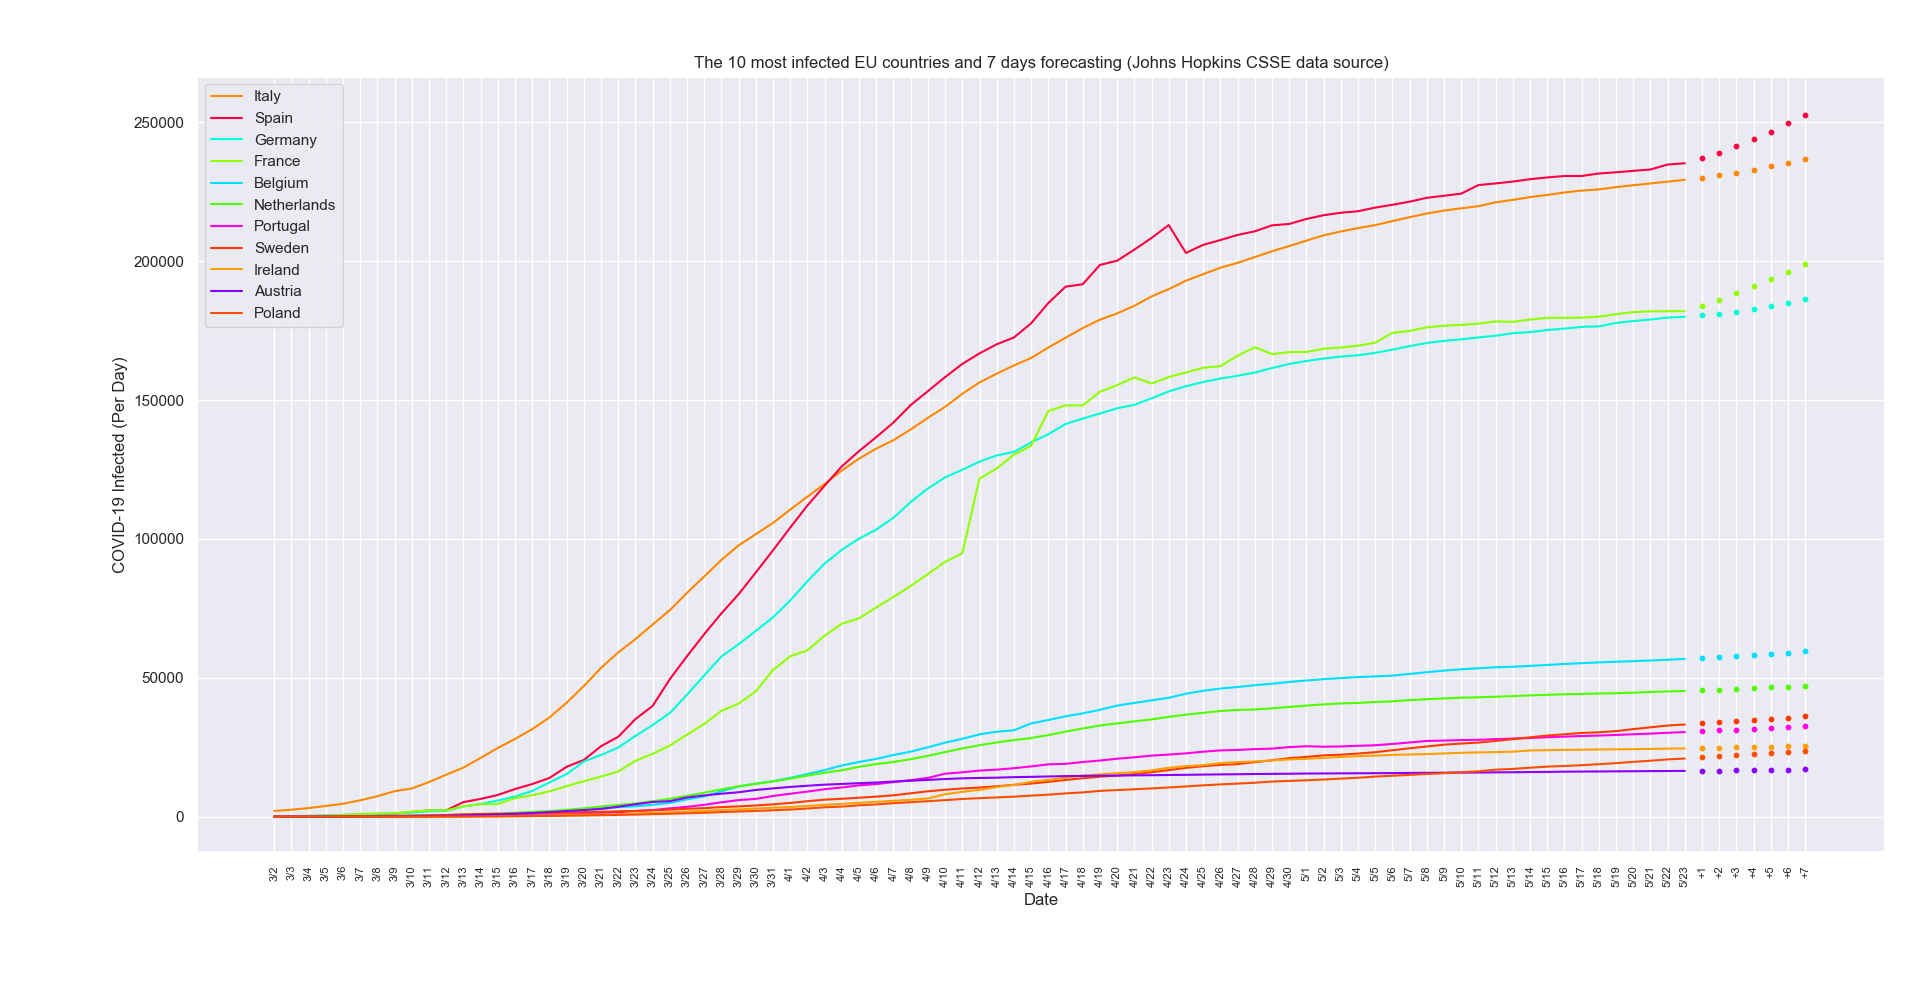 The 10 most infected EU countries and 7 days forecasting (Johns Hopkins CSSE data source)
Italy
Spain
Germany
France
Belgium
Netherlands
Portugal
Sweden
Ireland
Austria
Poland
250000
200000
150000
100000
50000
0
COVID-19 Infected (Per Day)
3/2 3/3 3/4 3/5 3/6 3/7 3/8 3/9 3/10 3/11 3/12 3/13 3/14 3/15 3/16 3/17 3/18 3/19 3/20 3/21 3/22 3/23 3/24 3/25 3/26 3/27 3/28 3/29 3/30 3/31 4/1 4/2 4/3 4/4 4/5 4/6 4/7 4/8 4/9 4/10 4/11 4/12 4/13 4/14 4/15 4/16 4/17 4/18 4/19 4/20 4/21 4/22 4/23 4/24 4/25 4/26 4/27 4/28 4/29 4/30 5/1 5/2 5/3 5/4 5/5 5/6 5/7 5/8 5/9 5/10 5/11 5/12 5/13 5/14 5/15 5/16 5/17 5/18 5/19 5/20 5/21 5/22 5/23 +1 +2 +3 +4 +5 +6 +7
Date